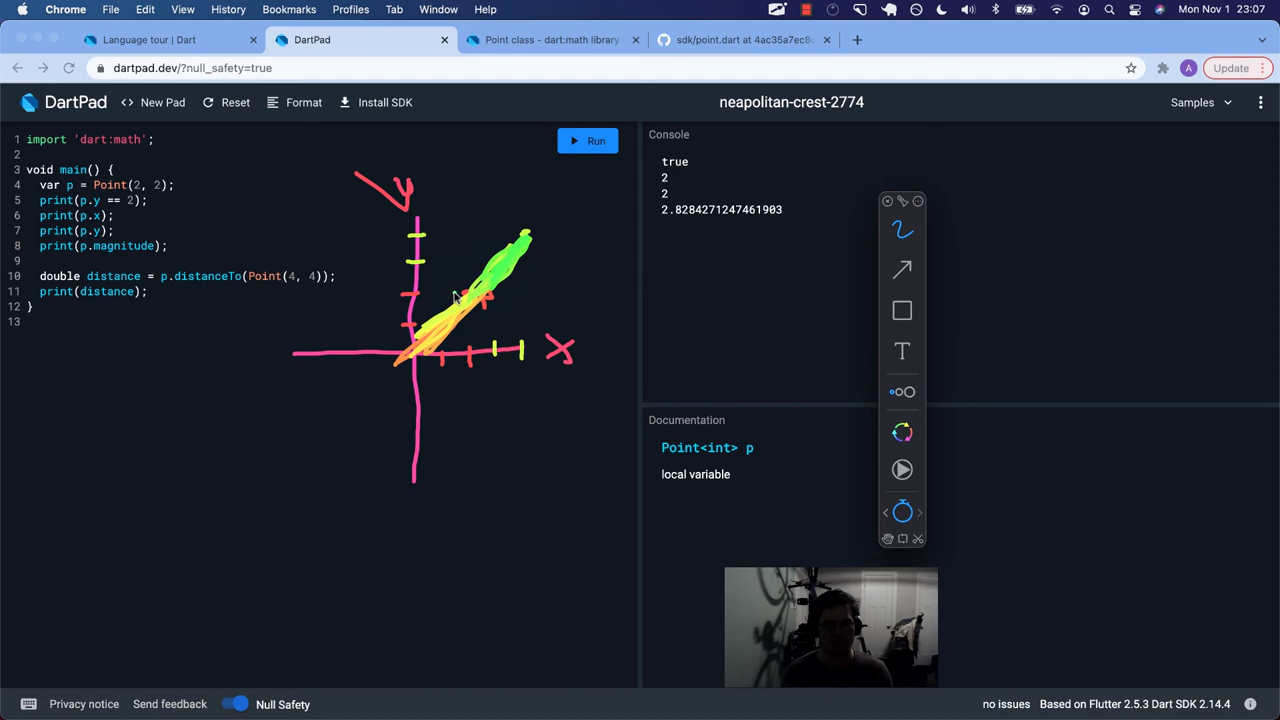 Chrome File Edit View History Bookmarks Profiles Tab Window Help Mon Nov 1 23:07
Language tour | Dart
DartPad
Point class - dart:math library
sdk/point.dart at 4ac35a7ec8c
dartpad.dev/?null_safety=true
A
Update
DartPad
New Pad
Reset
Format
Install SDK
neapolitan-crest-2774
Samples
1 import 'dart:math';
2
3 void main() {
4 var p = Point(2, 2);
5 print(p.y == 2);
6 print(p.x);
7 print(p.y);
8 print(p.magnitude);
9
10 double distance = p.distanceTo(Point(4, 4));
11 print(distance);
12 }
13
Run
y
X
Console
true
2
2
2.8284271247461903
T
Documentation
Point<int> p
local variable
Privacy notice
Send feedback
Null Safety
no issues
Based on Flutter 2.5.3 Dart SDK 2.14.4